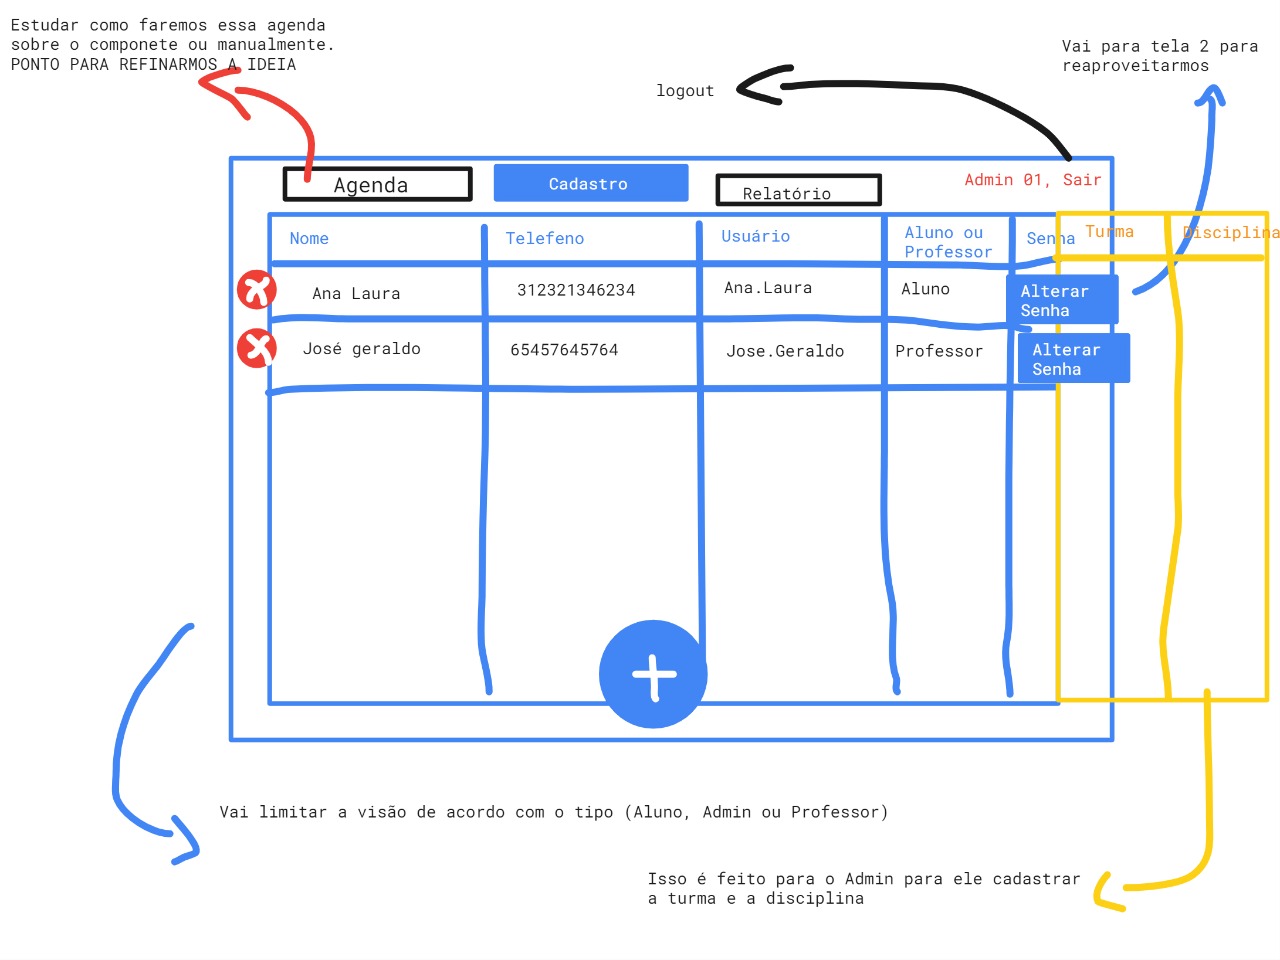 Estudar como faremos essa agenda
sobre o componete ou manualmente.
PONTO PARA REFINARMOS A IDEIA
Vai para tela 2 para
reaproveitarmos
logout
Agenda
Cadastro
Relatório
Admin 01, Sair
Nome
Telefeno
Usuário
Aluno ou
Professor
Senha
Turma
Disciplina
Ana Laura
312321346234
Ana.Laura
Aluno
Alterar
Senha
José geraldo
65457645764
Jose.Geraldo
Professor
Alterar
Senha
Vai limitar a visão de acordo com o tipo (Aluno, Admin ou Professor)
Isso é feito para o Admin para ele cadastrar
a turma e a disciplina